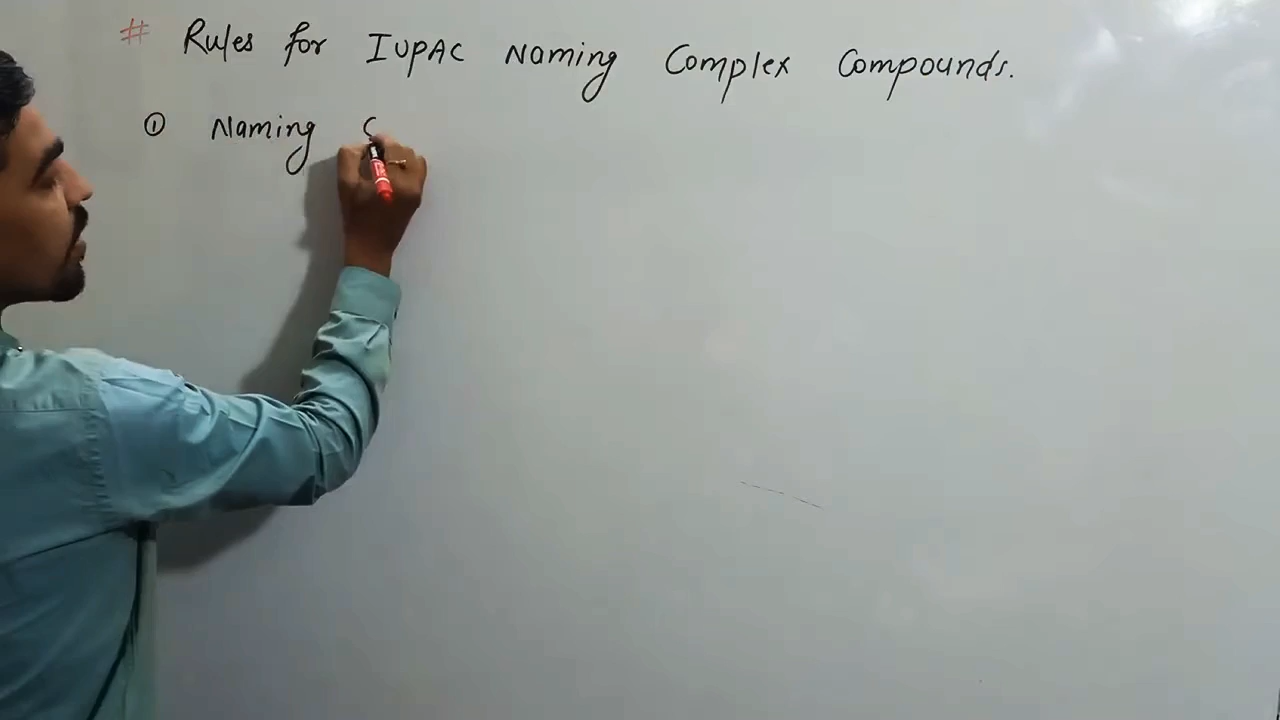 # Rules for IUPAC Naming Complex Compounds.
① Naming C